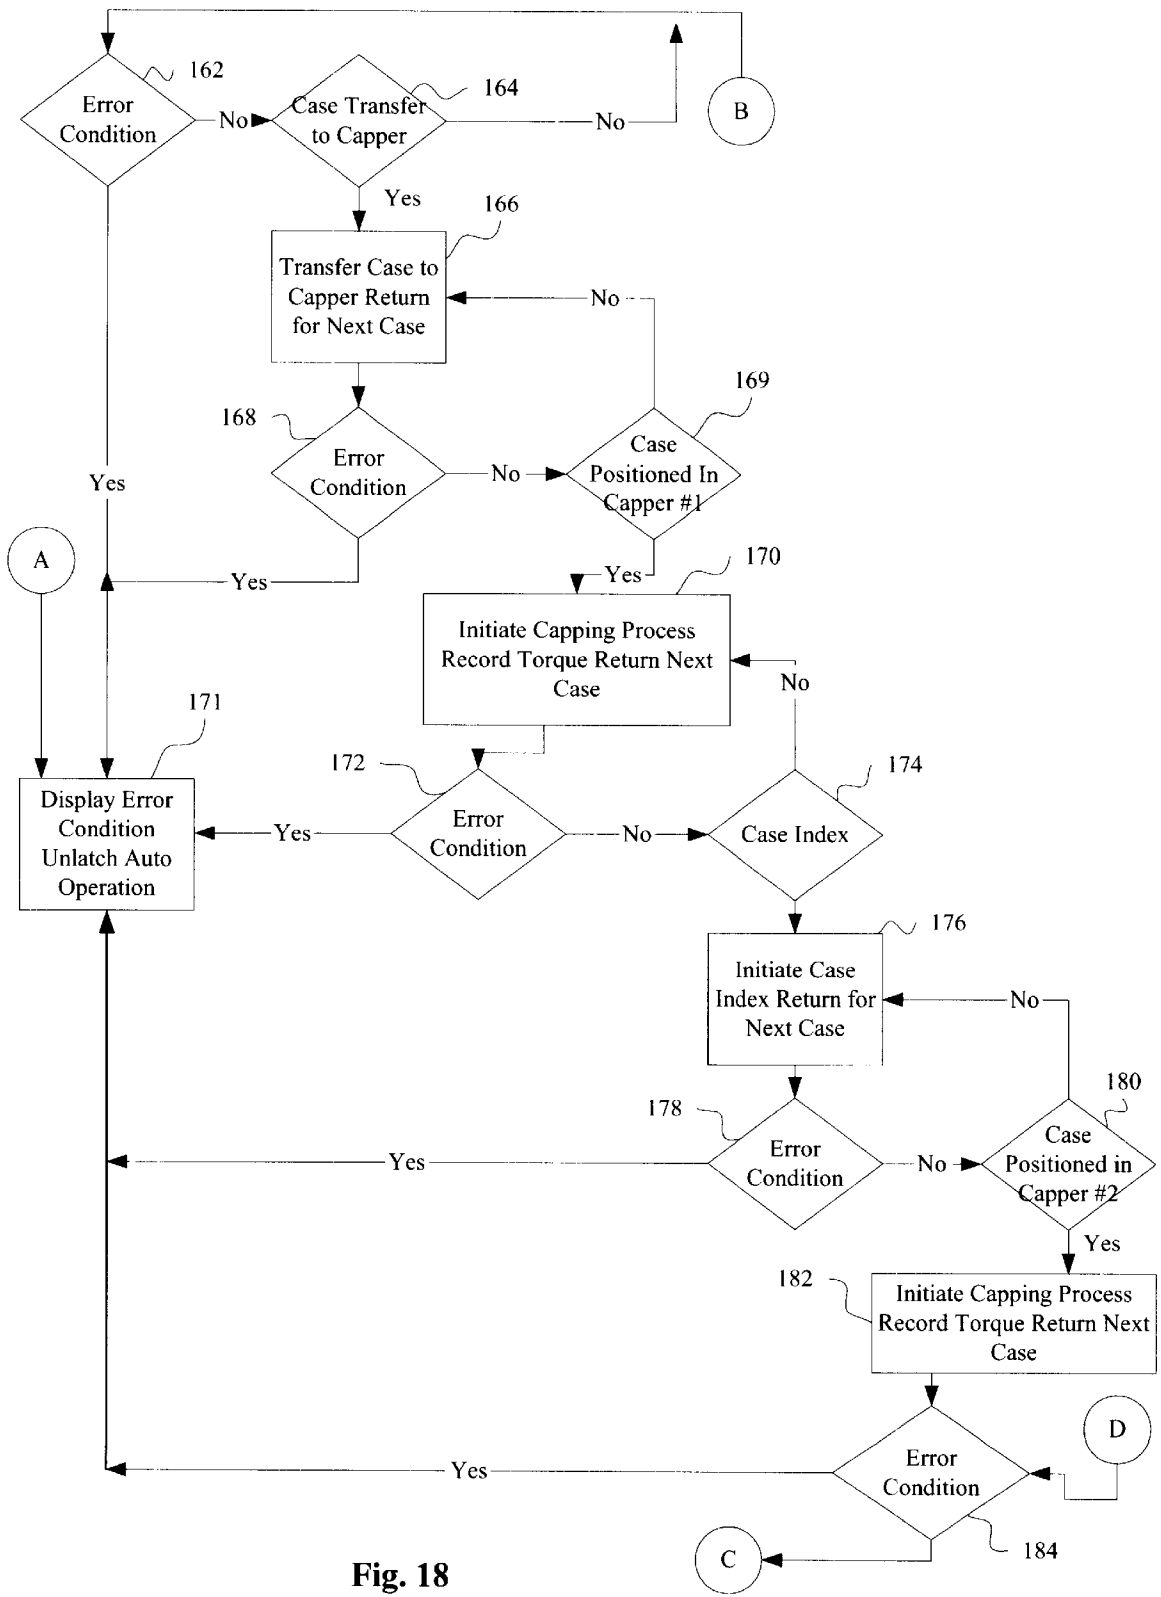 162
Error
Condition
No
Case Transfer
to Capper
164
No
B
Yes
166
Transfer Case to
Capper Return
for Next Case
No
169
168
Error
Condition
No
Case
Positioned In
Capper #1
Yes
A
Yes
Yes
170
Initiate Capping Process
Record Torque Return Next
Case
No
171
172
174
Display Error
Condition
Unlatch Auto
Operation
Yes
Error
Condition
No
Case Index
176
Initiate Case
Index Return for
Next Case
No
180
178
Error
Condition
Yes
No
Case
Positioned in
Capper #2
Yes
182
Initiate Capping Process
Record Torque Return Next
Case
D
Yes
Error
Condition
184
C
Fig. 18